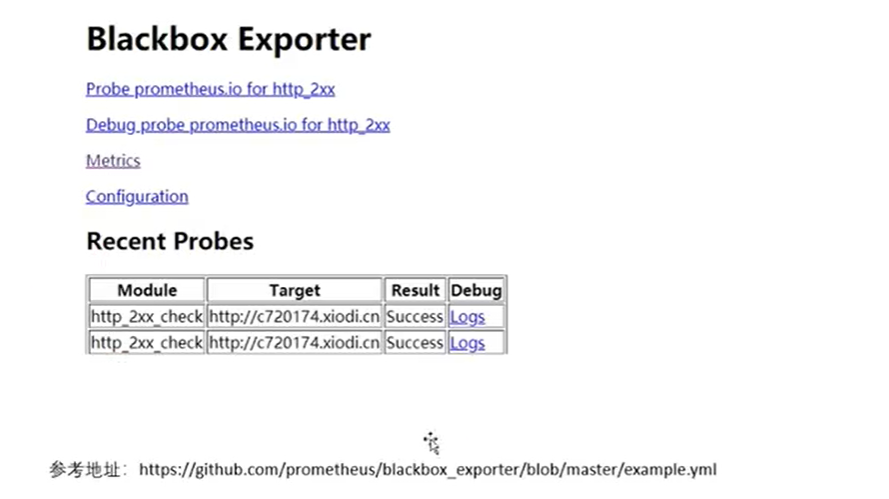 Blackbox Exporter
Probe prometheus.io for http_2xx
Debug probe prometheus.io for http_2xx
Metrics
Configuration
Recent Probes
Module Target Result Debug
http_2xx_check http://c720174.xiodi.cn Success Logs
http_2xx_check http://c720174.xiodi.cn Success Logs
参考地址：https://github.com/prometheus/blackbox_exporter/blob/master/example.yml